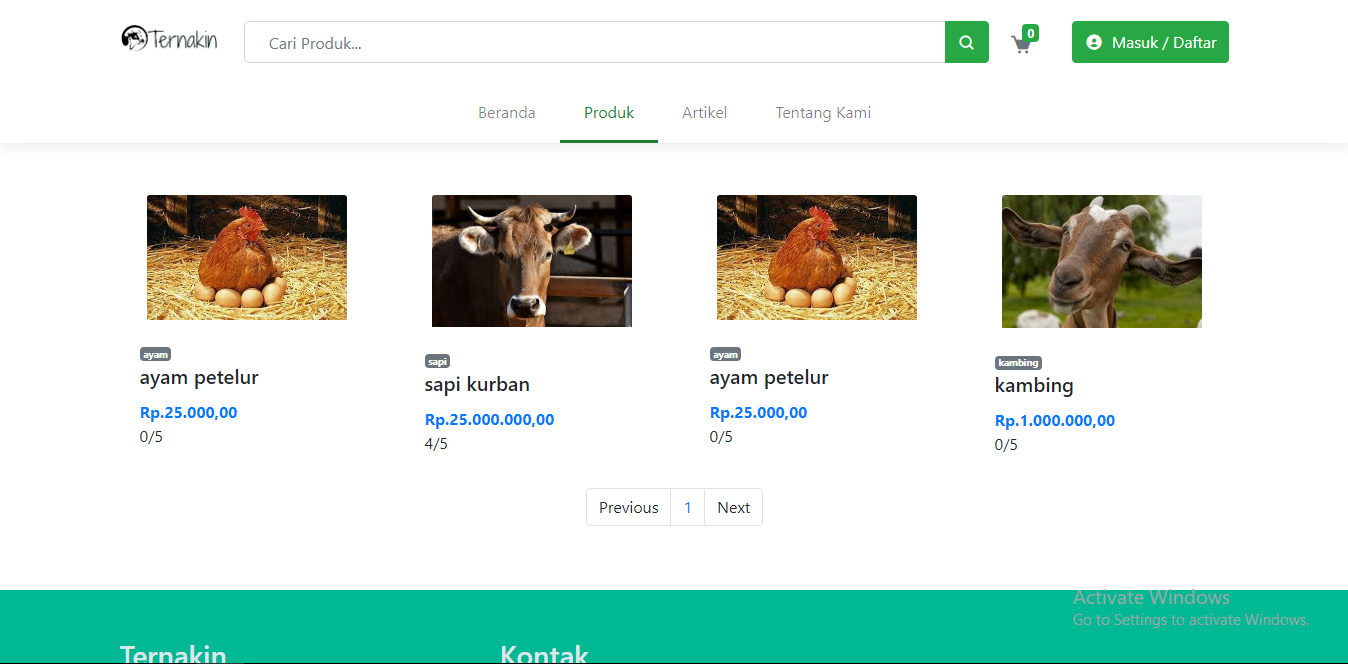 Ternakin
Cari Produk...
0
Masuk / Daftar
Beranda
Produk
Artikel
Tentang Kami
ayam
ayam petelur
Rp.25.000,00
0/5
sapi
sapi kurban
Rp.25.000.000,00
4/5
ayam
ayam petelur
Rp.25.000,00
0/5
kambing
kambing
Rp.1.000.000,00
0/5
Previous 1 Next
Activate Windows
Go to Settings to activate Windows.
Ternakin
Kontak